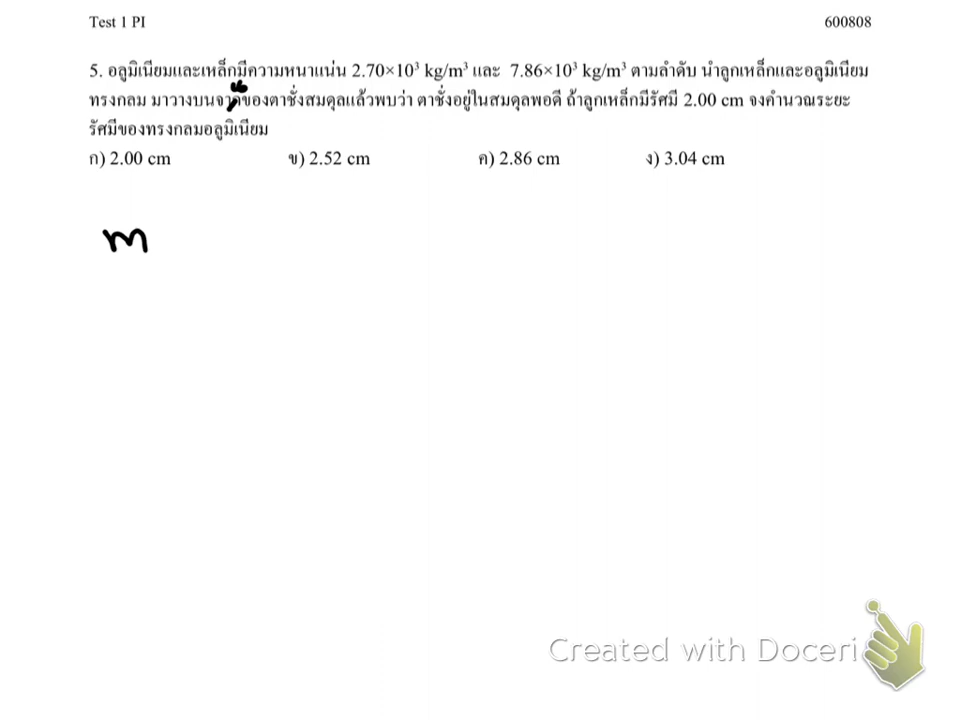 Test 1 PI 600808
5. อลูมิเนียมและเหล็กมีความหนาแน่น 2.70×10³ kg/m³ และ 7.86×10³ kg/m³ ตามลำดับ นำลูกเหล็กและอลูมิเนียม
ทรงกลม มาวางบนของตาชั่งสมดุลแล้วพบว่า ตาชั่งอยู่ในสมดุลพอดี ถ้าลูกเหล็กมีรัศมี 2.00 cm จงคำนวณระยะ
รัศมีของทรงกลมอลูมิเนียม
ก) 2.00 cm ข) 2.52 cm ค) 2.86 cm ง) 3.04 cm
m
Created with Doceri